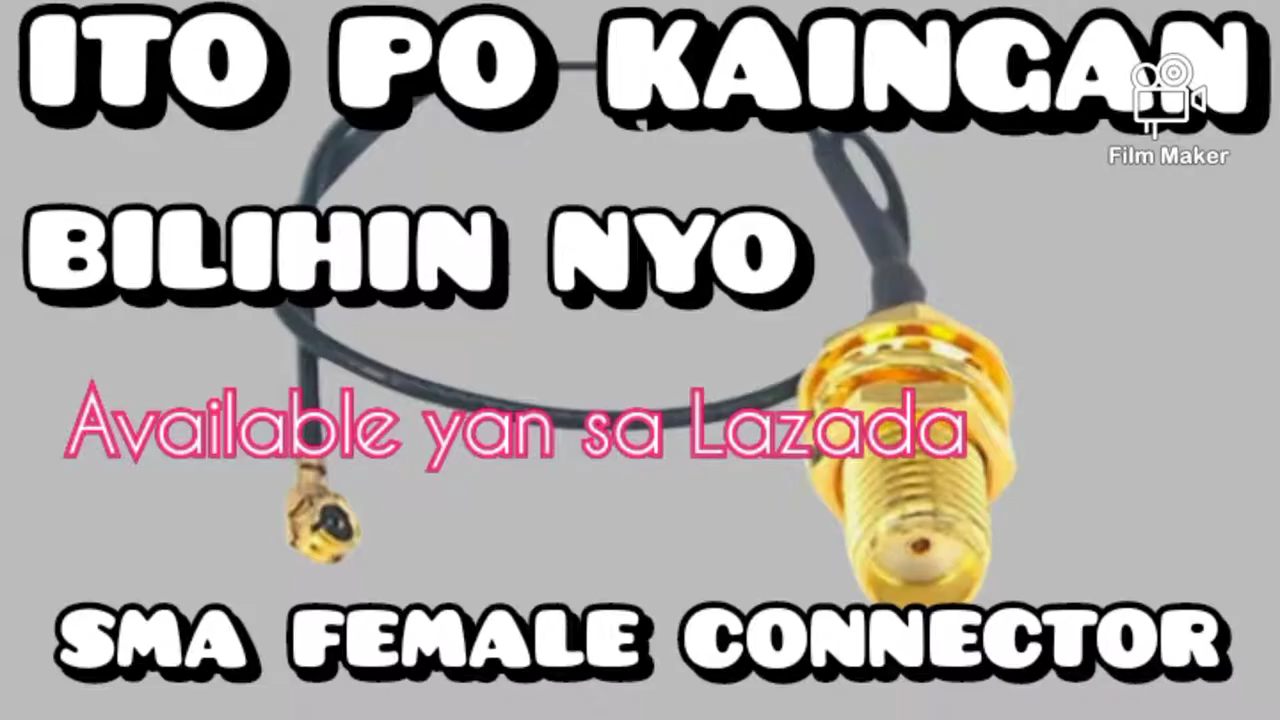 ITO PO KAINGAN
Film Maker
BILIHIN NYO
Available yan sa Lazada
SMA FEMALE CONNECTOR